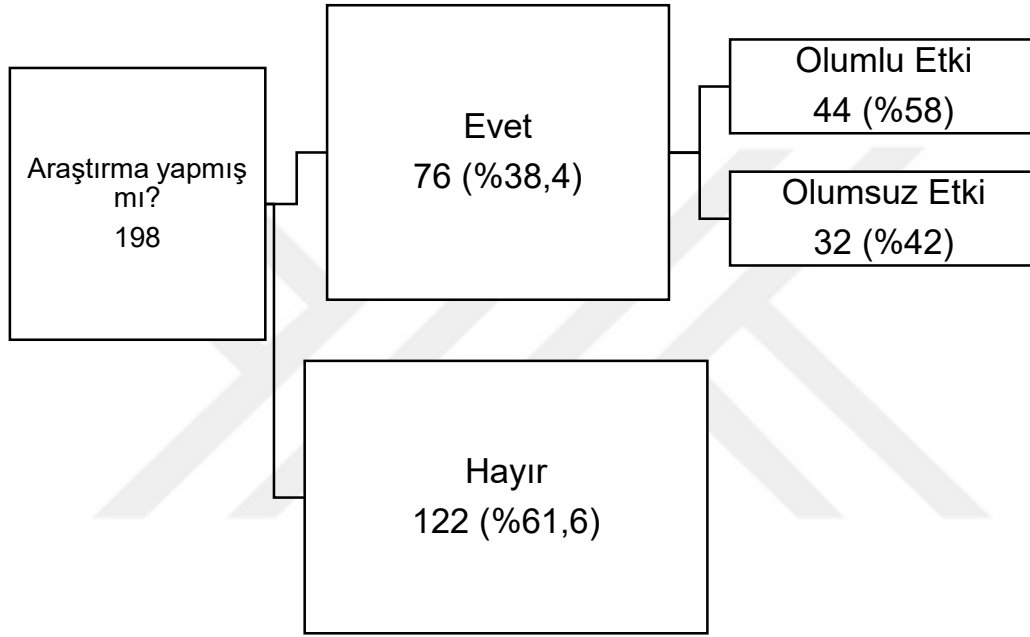 Araştırma yapmış
mı?
198
Evet
76 (%38,4)
Olumlu Etki
44 (%58)
Olumsuz Etki
32 (%42)
Hayır
122 (%61,6)